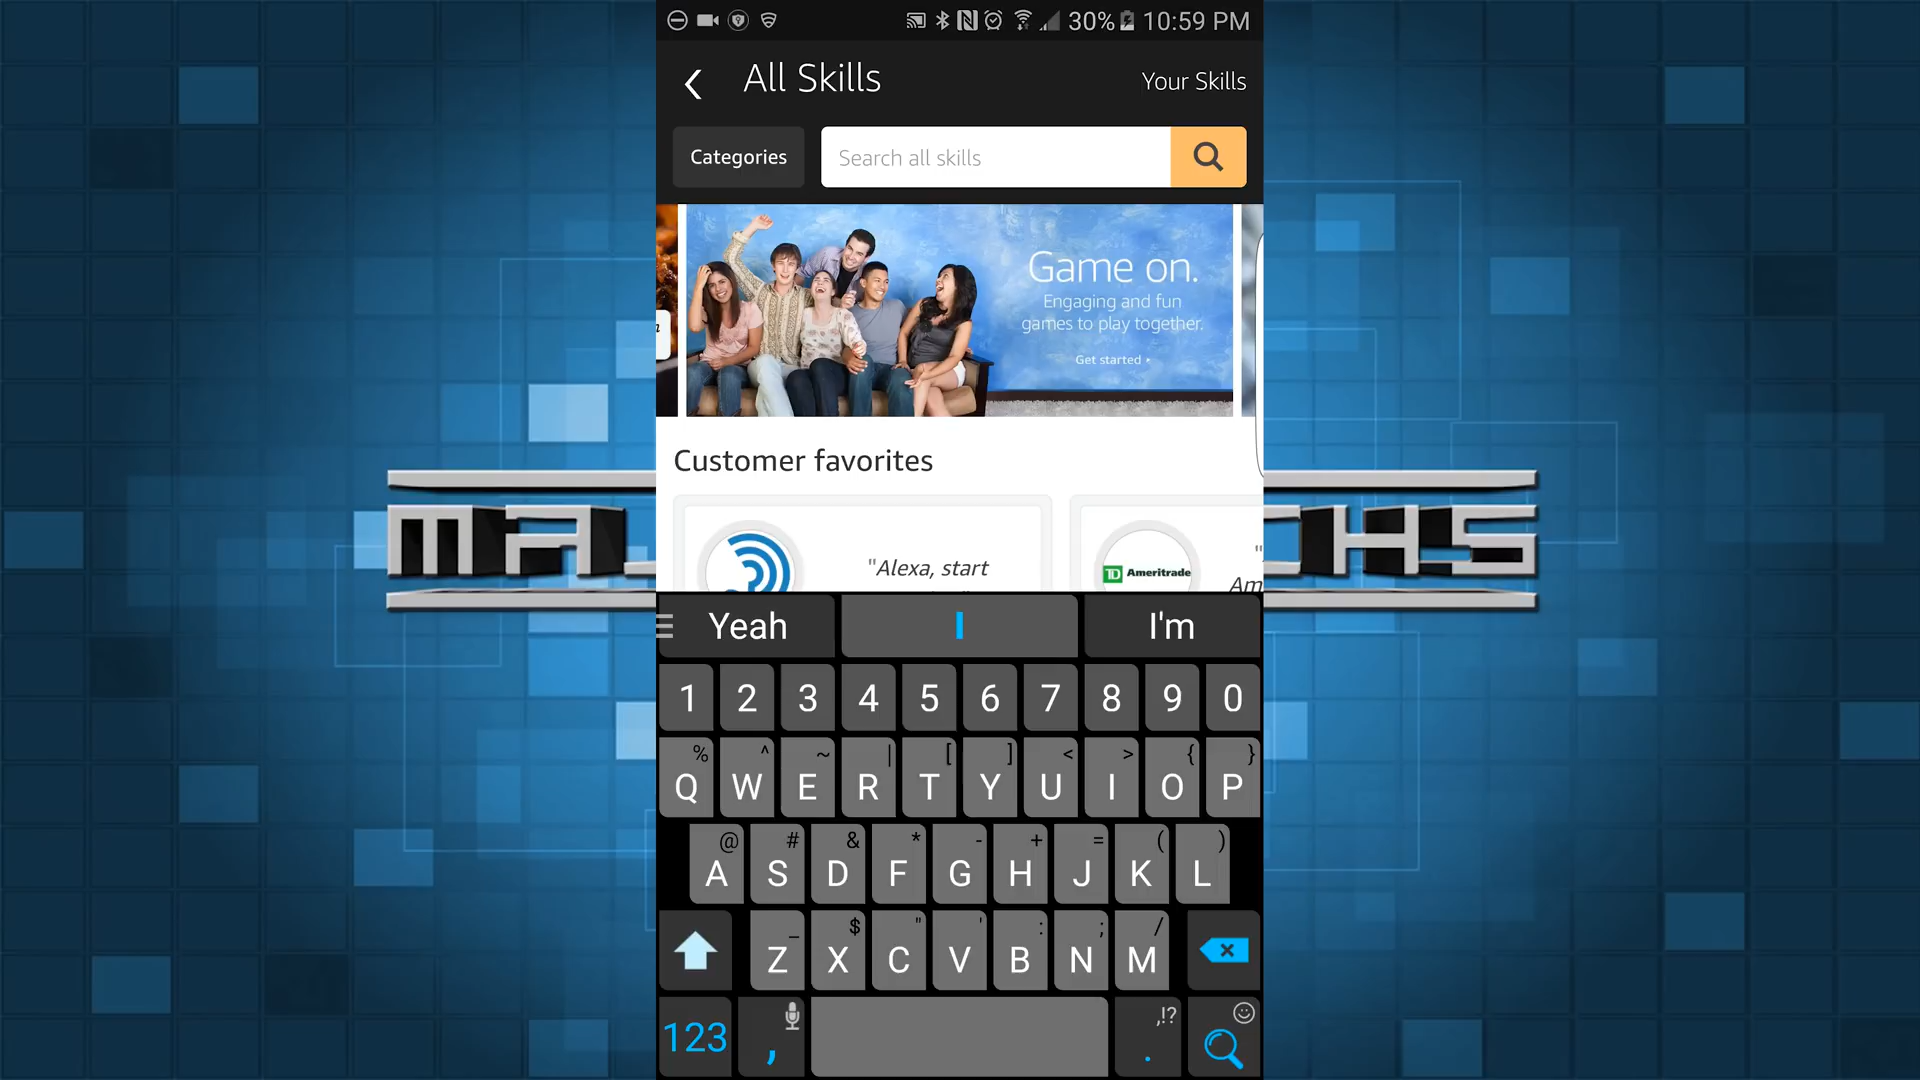 30% 10:59 PM
All Skills
Your Skills
Categories
Search all skills
Game on.
Engaging and fun
games to play together.
Get started
Customer favorites
"Alexa, start
TD Ameritrade
"
Am
Yeah
I
I'm
1 2 3 4 5 6 7 8 9 0
% ^ ~ | [ ] < > { }
Q W E R T Y U I O P
@ # & * - + = ( )
A S D F G H J K L
_ $ " ' : ; /
Z X C V B N M
,!?
123 , .